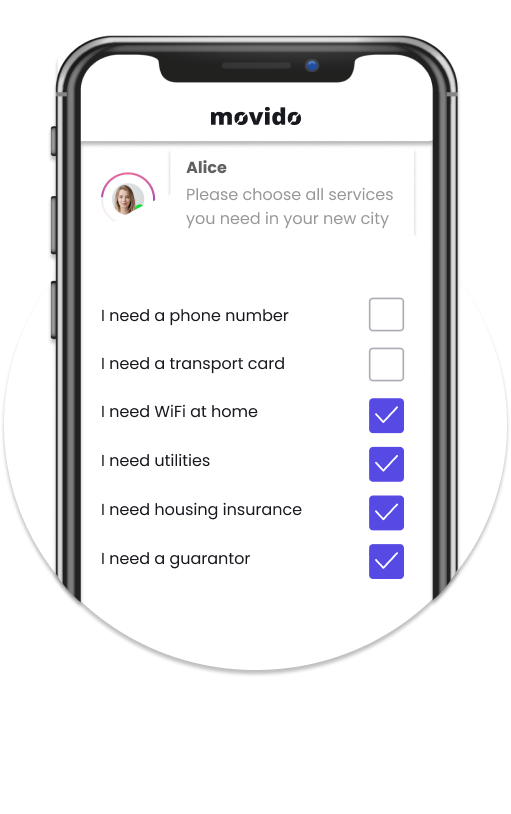 movido
Alice
Please choose all services
you need in your new city
I need a phone number
I need a transport card
I need WiFi at home
I need utilities
I need housing insurance
I need a guarantor